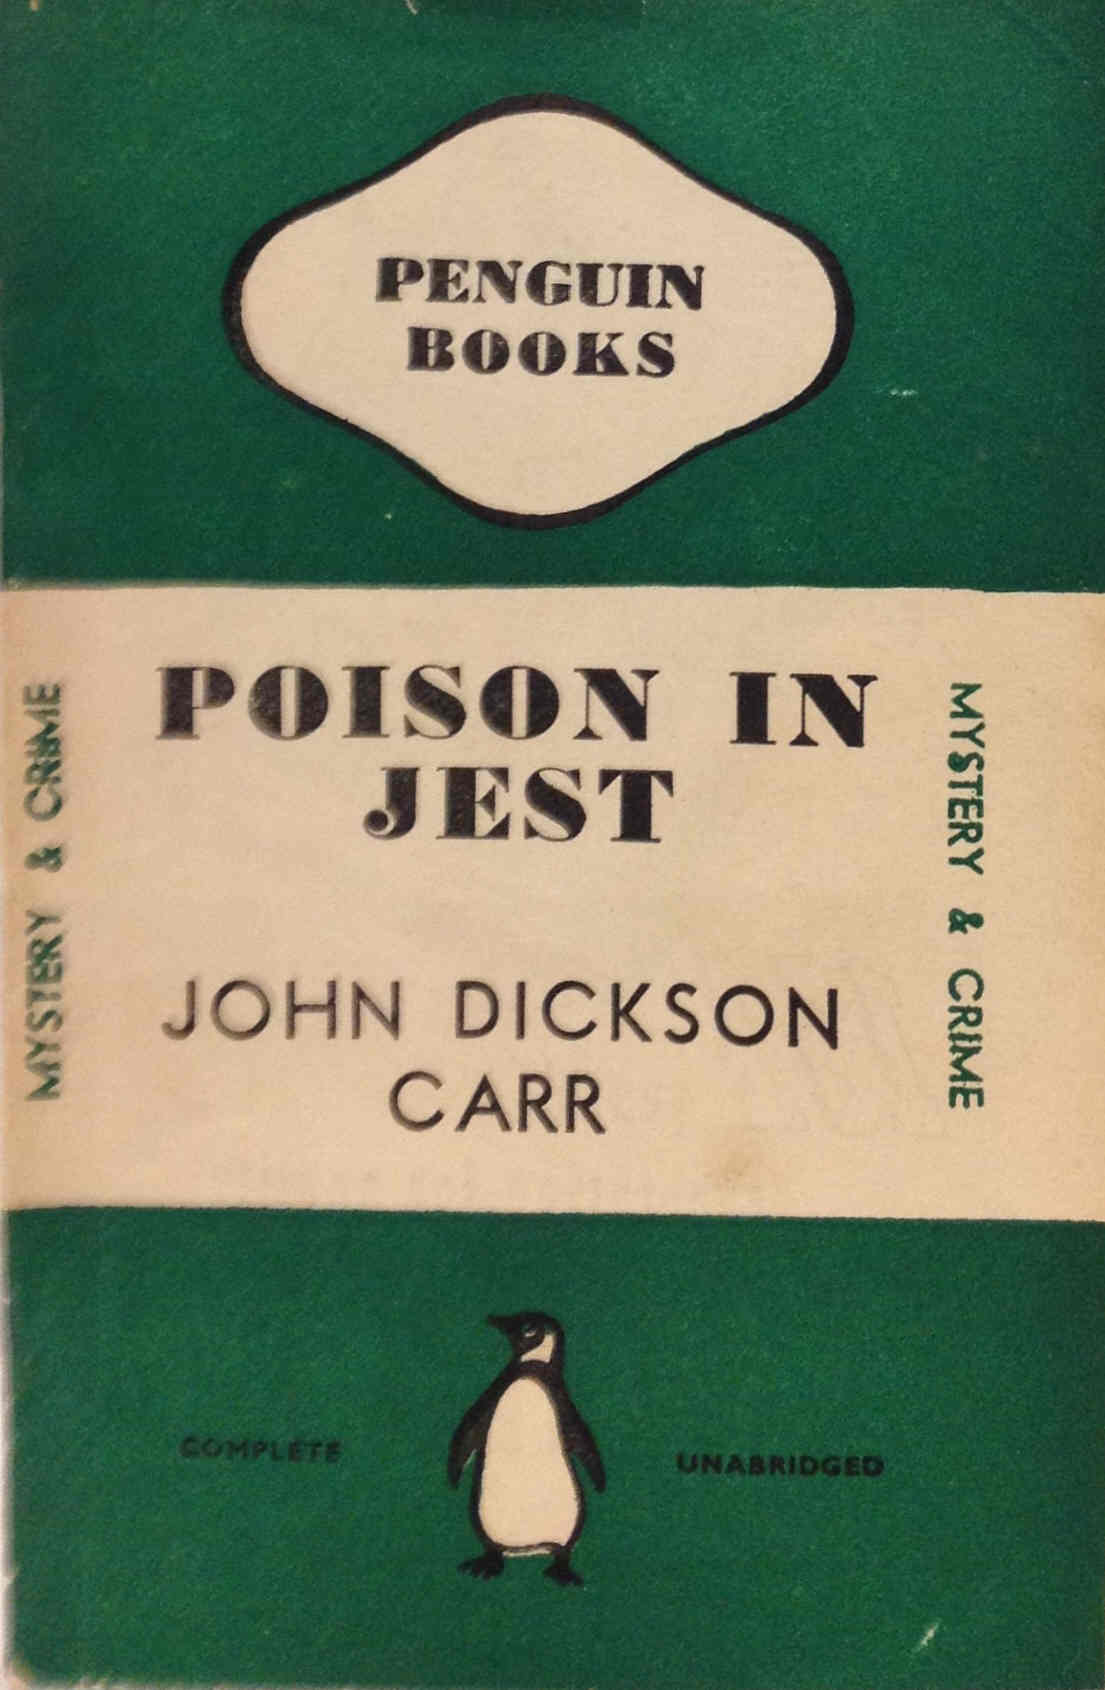 PENGUIN
BOOKS
MYSTERY & CRIME
POISON IN
JEST
JOHN DICKSON
CARR
MYSTERY & CRIME
COMPLETE
UNABRIDGED